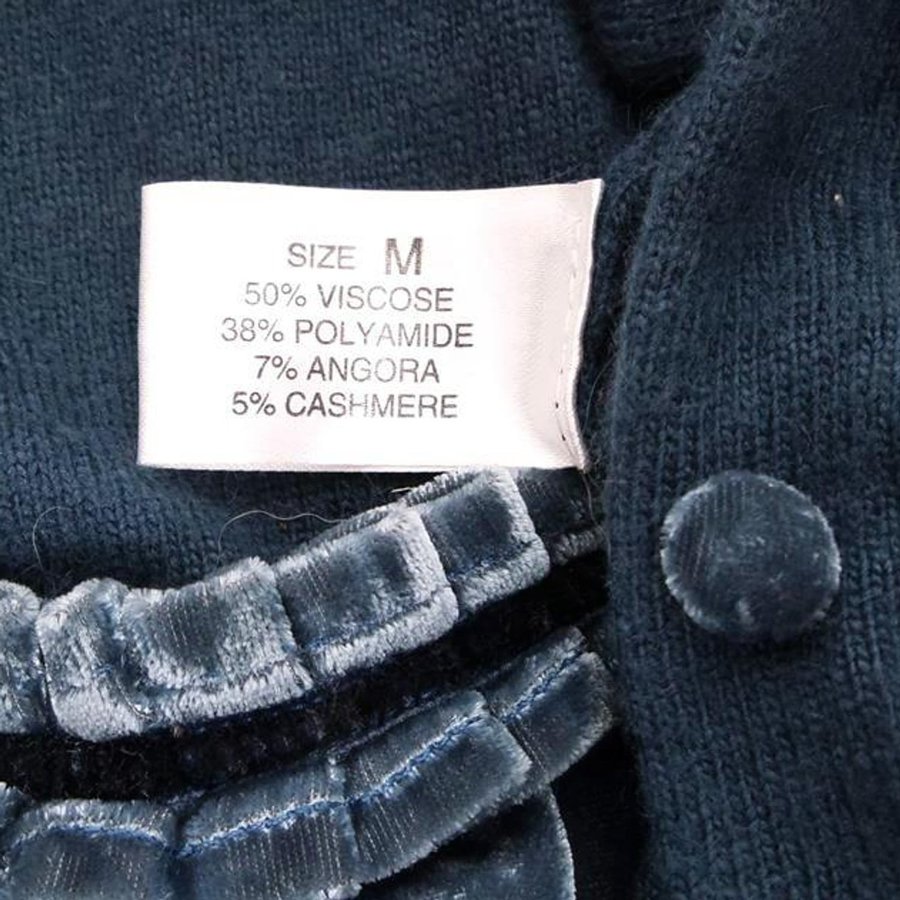 SIZE M
50% VISCOSE
38% POLYAMIDE
7% ANGORA
5% CASHMERE